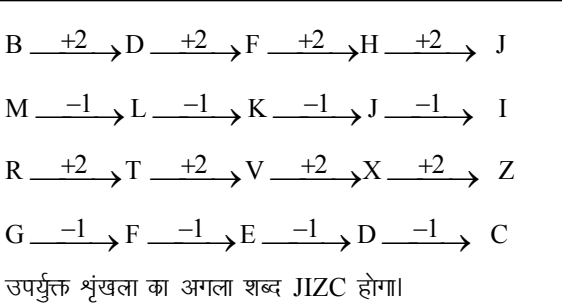 B +2→ D +2→ F +2→ H +2→ J
M –1→ L –1→ K –1→ J –1→ I
R +2→ T +2→ V +2→ X +2→ Z
G –1→ F –1→ E –1→ D –1→ C
उपर्युक्त शृंखला का अगला शब्द JIZC होगा।